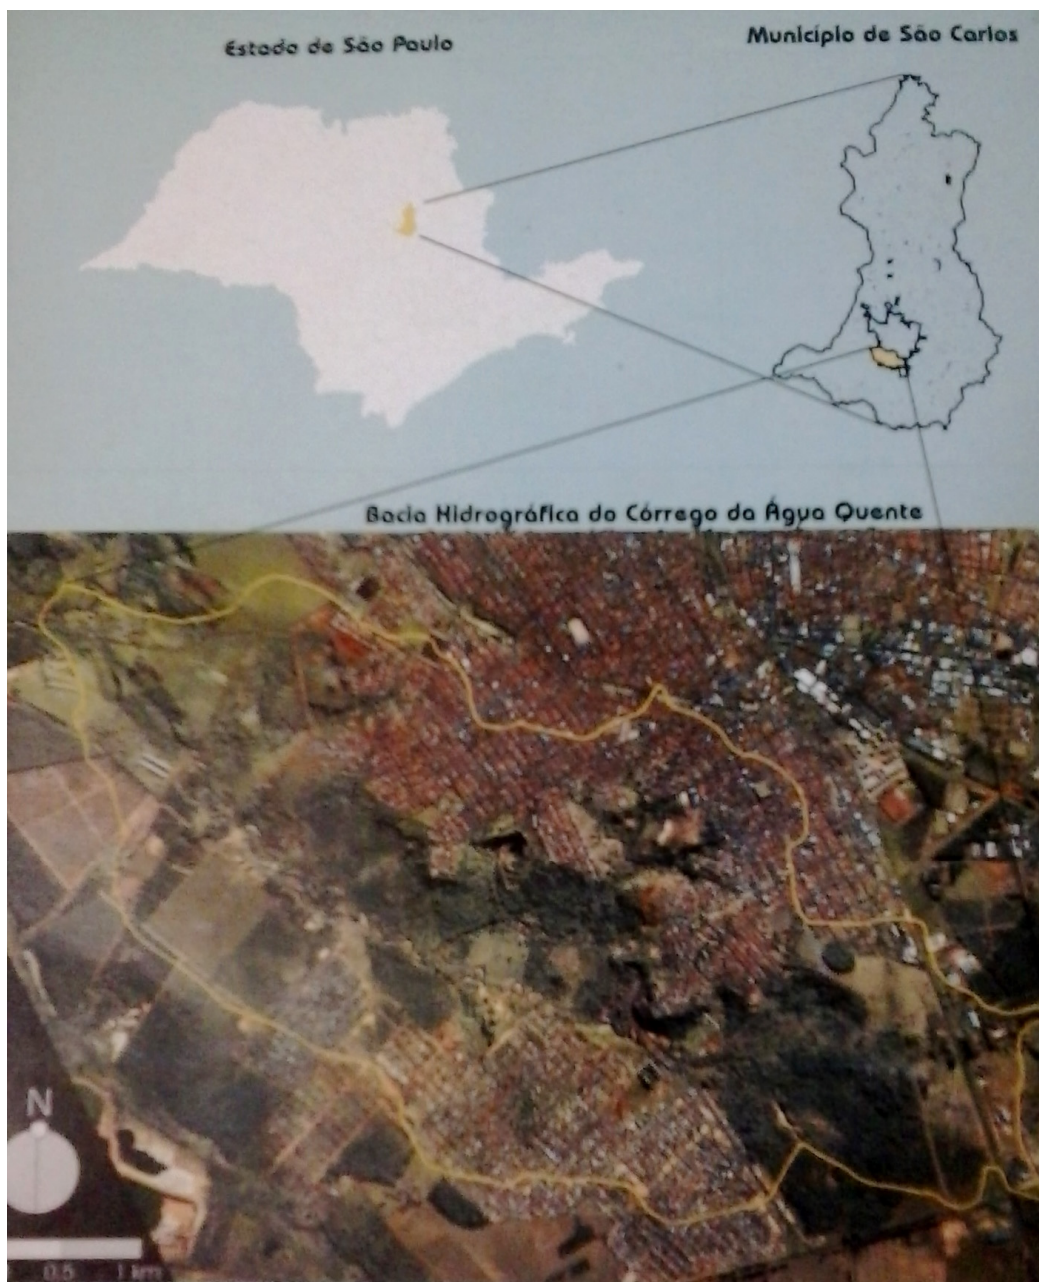 Estado de São Paulo
Município de São Carlos
Bacia Hidrográfica do Córrego da Água Quente
N
0.5 1 km